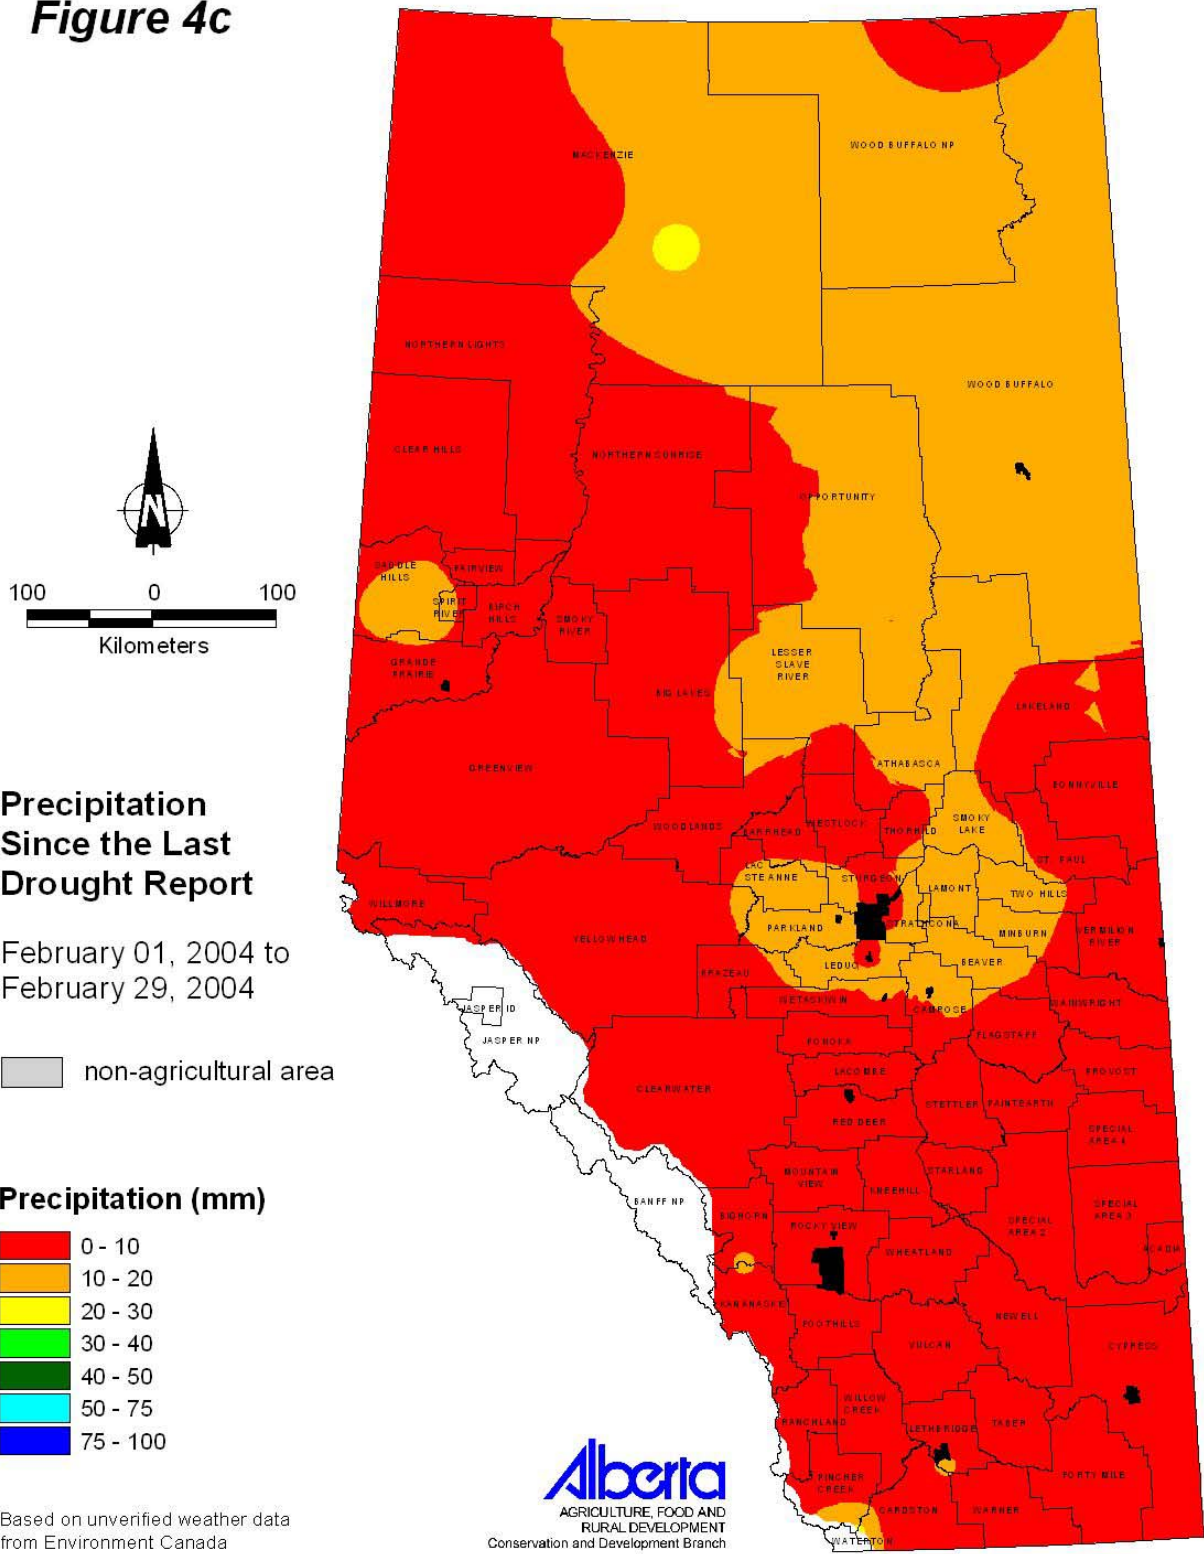 Figure 4c
MACKENZIE
WOOD BUFFALO NP
NORTHERN LIGHTS
WOOD BUFFALO
CLEAR HILLS
NORTHERN SUNRISE
OPPORTUNITY
N
SADDLE
HILLS
FAIRVIEW
SPIRIT
RIVER
BIRCH
HILLS
SMOKY
RIVER
100 0 100
Kilometers
LESSER
SLAVE
RIVER
GRANDE
PRAIRIE
BIG LAKES
LAKELAND
GREENVIEW
ATHABASCA
BONNYVILLE
Precipitation
Since the Last
Drought Report
WOODLANDS
BARRHEAD
WESTLOCK
THORHILD
SMOKY
LAKE
ST. PAUL
LAC
STE ANNE
STURGEON
LAMONT
TWO HILLS
WILLMORE
PARKLAND
STRATHCONA
MINBURN
VERMILION
RIVER
YELLOWHEAD
February 01, 2004 to
February 29, 2004
BRAZEAU
LEDUC
BEAVER
WETASKIWIN
CAMROSE
WAINWRIGHT
JASPER ID
JASPER NP
PONOKA
FLAGSTAFF
non-agricultural area
CLEARWATER
LACOMBE
PROVOST
STETTLER
PAINTEARTH
RED DEER
SPECIAL
AREA 4
MOUNTAIN
VIEW
STARLAND
KNEEHILL
Precipitation (mm)
BANFF NP
BIGHORN
ROCKY VIEW
SPECIAL
AREA 2
SPECIAL
AREA 3
WHEATLAND
ACADIA
0 - 10
10 - 20
20 - 30
30 - 40
40 - 50
50 - 75
75 - 100
KANANASKIS
FOOTHILLS
NEWELL
VULCAN
CYPRESS
WILLOW
CREEK
RANCHLAND
LETHBRIDGE
TABER
PINCHER
CREEK
FORTY MILE
CARDSTON
WARNER
WATERTON
Alberta
AGRICULTURE, FOOD AND
RURAL DEVELOPMENT
Conservation and Development Branch
Based on unverified weather data
from Environment Canada